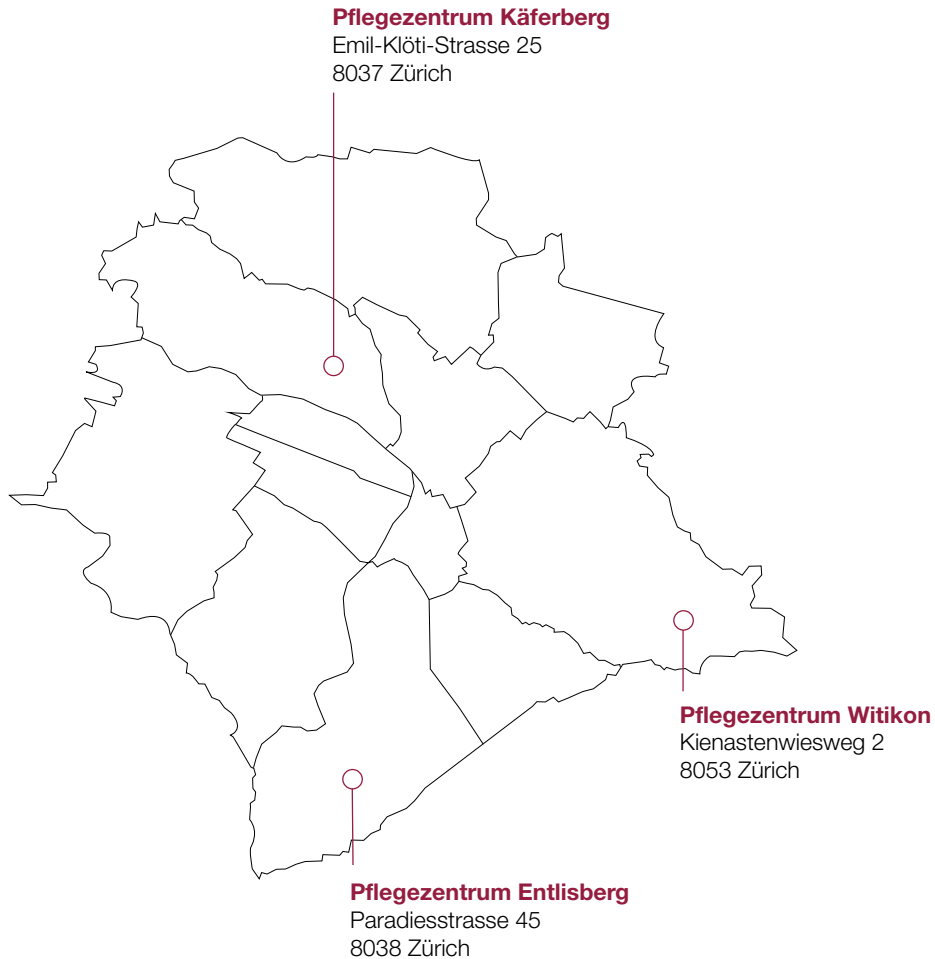 Pflegezentrum Käferberg
Emil-Klöti-Strasse 25
8037 Zürich
Pflegezentrum Witikon
Kienastenwiesweg 2
8053 Zürich
Pflegezentrum Entlisberg
Paradiesstrasse 45
8038 Zürich